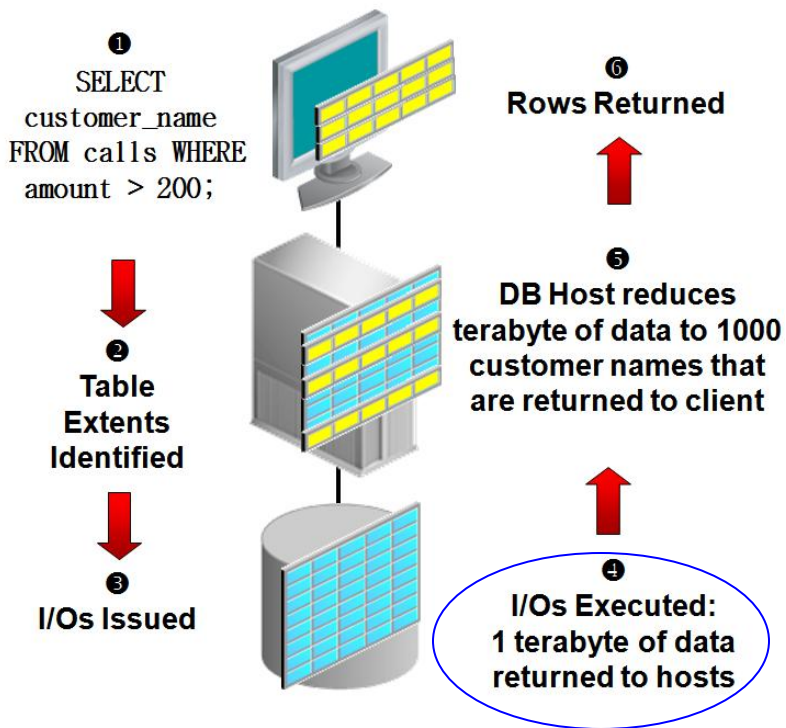 ❶
SELECT
customer_name
FROM calls WHERE
amount > 200;
❷
Table
Extents
Identified
❸
I/Os Issued
❹
I/Os Executed:
1 terabyte of data
returned to hosts
❺
DB Host reduces
terabyte of data to 1000
customer names that
are returned to client
❻
Rows Returned